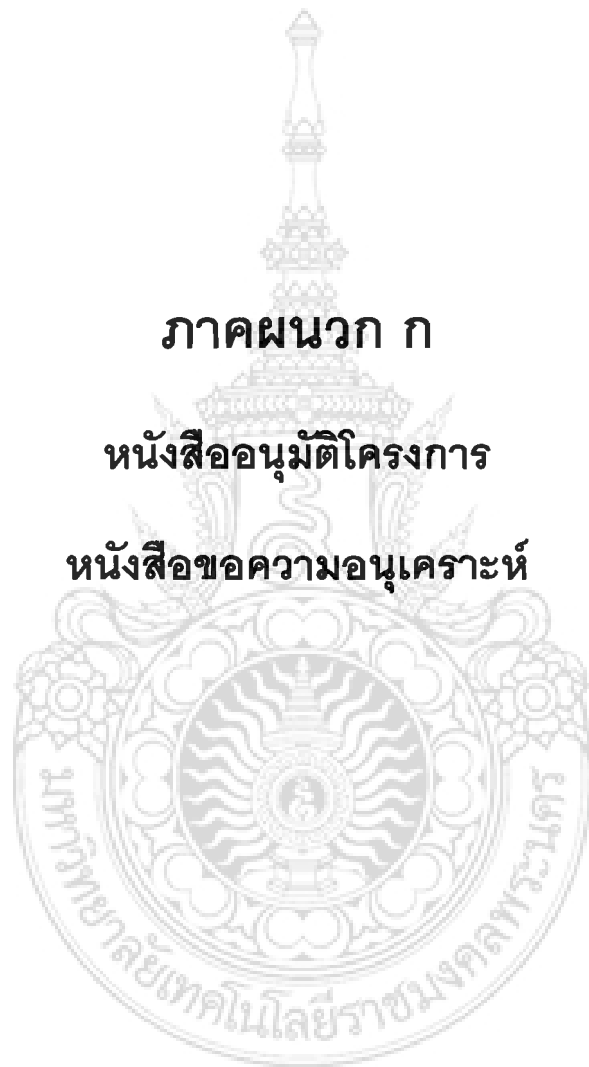 ภาคผนวก ก
หนังสืออนุมัติโครงการ
หนังสือขอความอนุเคราะห์
มหาวิทยาลัยเทคโนโลยีราชมงคลพระนคร